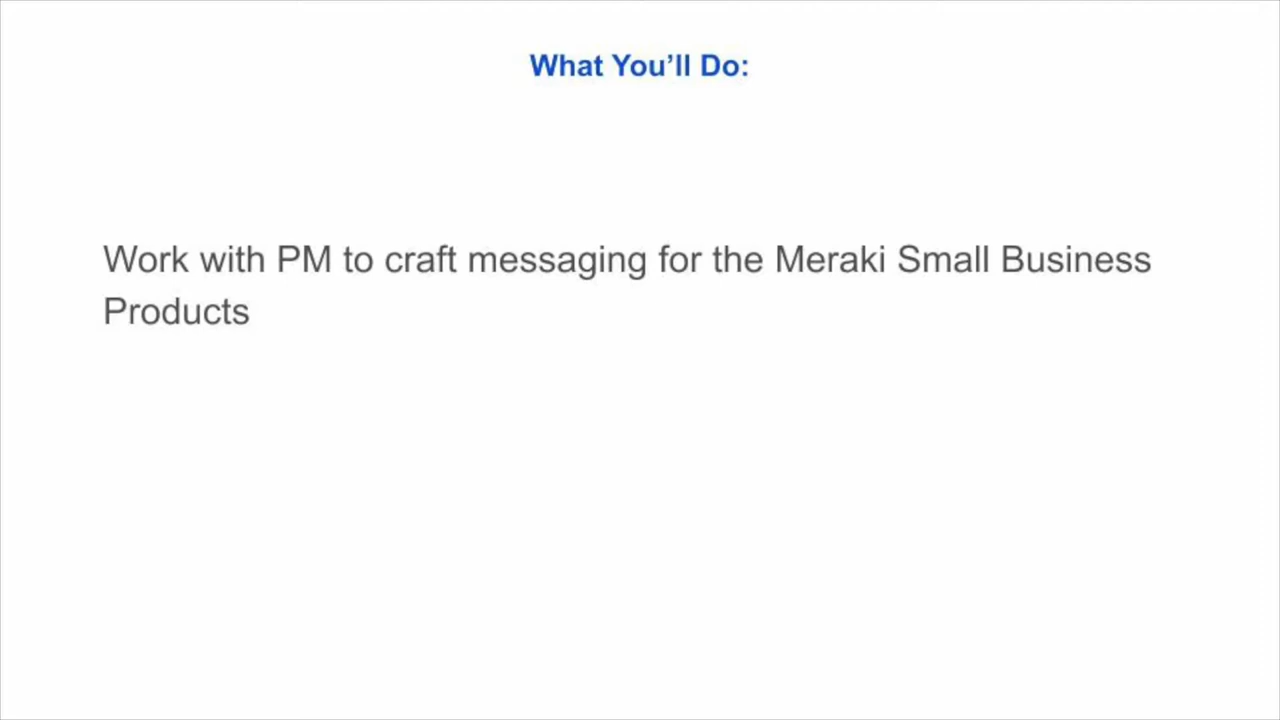 What You’ll Do:
Work with PM to craft messaging for the Meraki Small Business
Products